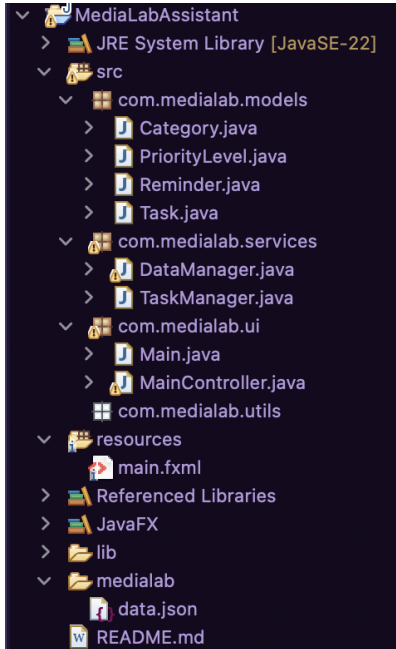 MediaLabAssistant
JRE System Library [JavaSE-22]
src
com.medialab.models
Category.java
PriorityLevel.java
Reminder.java
Task.java
com.medialab.services
DataManager.java
TaskManager.java
com.medialab.ui
Main.java
MainController.java
com.medialab.utils
resources
main.fxml
Referenced Libraries
JavaFX
lib
medialab
data.json
README.md